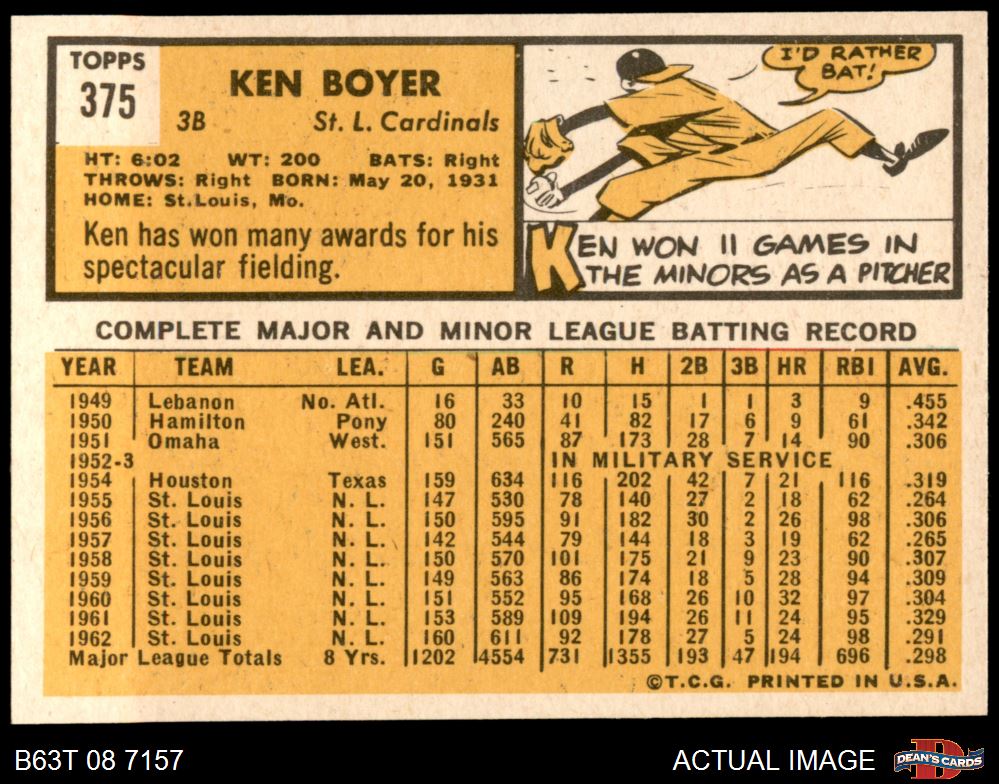 TOPPS
375
KEN BOYER
3B St. L. Cardinals
HT: 6:02 WT: 200 BATS: Right
THROWS: Right BORN: May 20, 1931
HOME: St.Louis, Mo.
Ken has won many awards for his
spectacular fielding.
I'D RATHER
BAT!
KEN WON 11 GAMES IN
THE MINORS AS A PITCHER
COMPLETE MAJOR AND MINOR LEAGUE BATTING RECORD
YEAR TEAM LEA. G AB R H 2B 3B HR RBI AVG.
1949 Lebanon No. Atl. 16 33 10 15 1 1 3 9 .455
1950 Hamilton Pony 80 240 41 82 17 6 9 61 .342
1951 Omaha West. 151 565 87 173 28 7 14 90 .306
1952-3 IN MILITARY SERVICE
1954 Houston Texas 159 634 116 202 42 7 21 116 .319
1955 St. Louis N. L. 147 530 78 140 27 2 18 62 .264
1956 St. Louis N. L. 150 595 91 182 30 2 26 98 .306
1957 St. Louis N. L. 142 544 79 144 18 3 19 62 .265
1958 St. Louis N. L. 150 570 101 175 21 9 23 90 .307
1959 St. Louis N. L. 149 563 86 174 18 5 28 94 .309
1960 St. Louis N. L. 151 552 95 168 26 10 32 97 .304
1961 St. Louis N. L. 153 589 109 194 26 11 24 95 .329
1962 St. Louis N. L. 160 611 92 178 27 5 24 98 .291
Major League Totals 8 Yrs. 1202 4554 731 1355 193 47 194 696 .298
©T.C.G. PRINTED IN U.S.A.
B63T 08 7157
ACTUAL IMAGE
DEAN'S CARDS